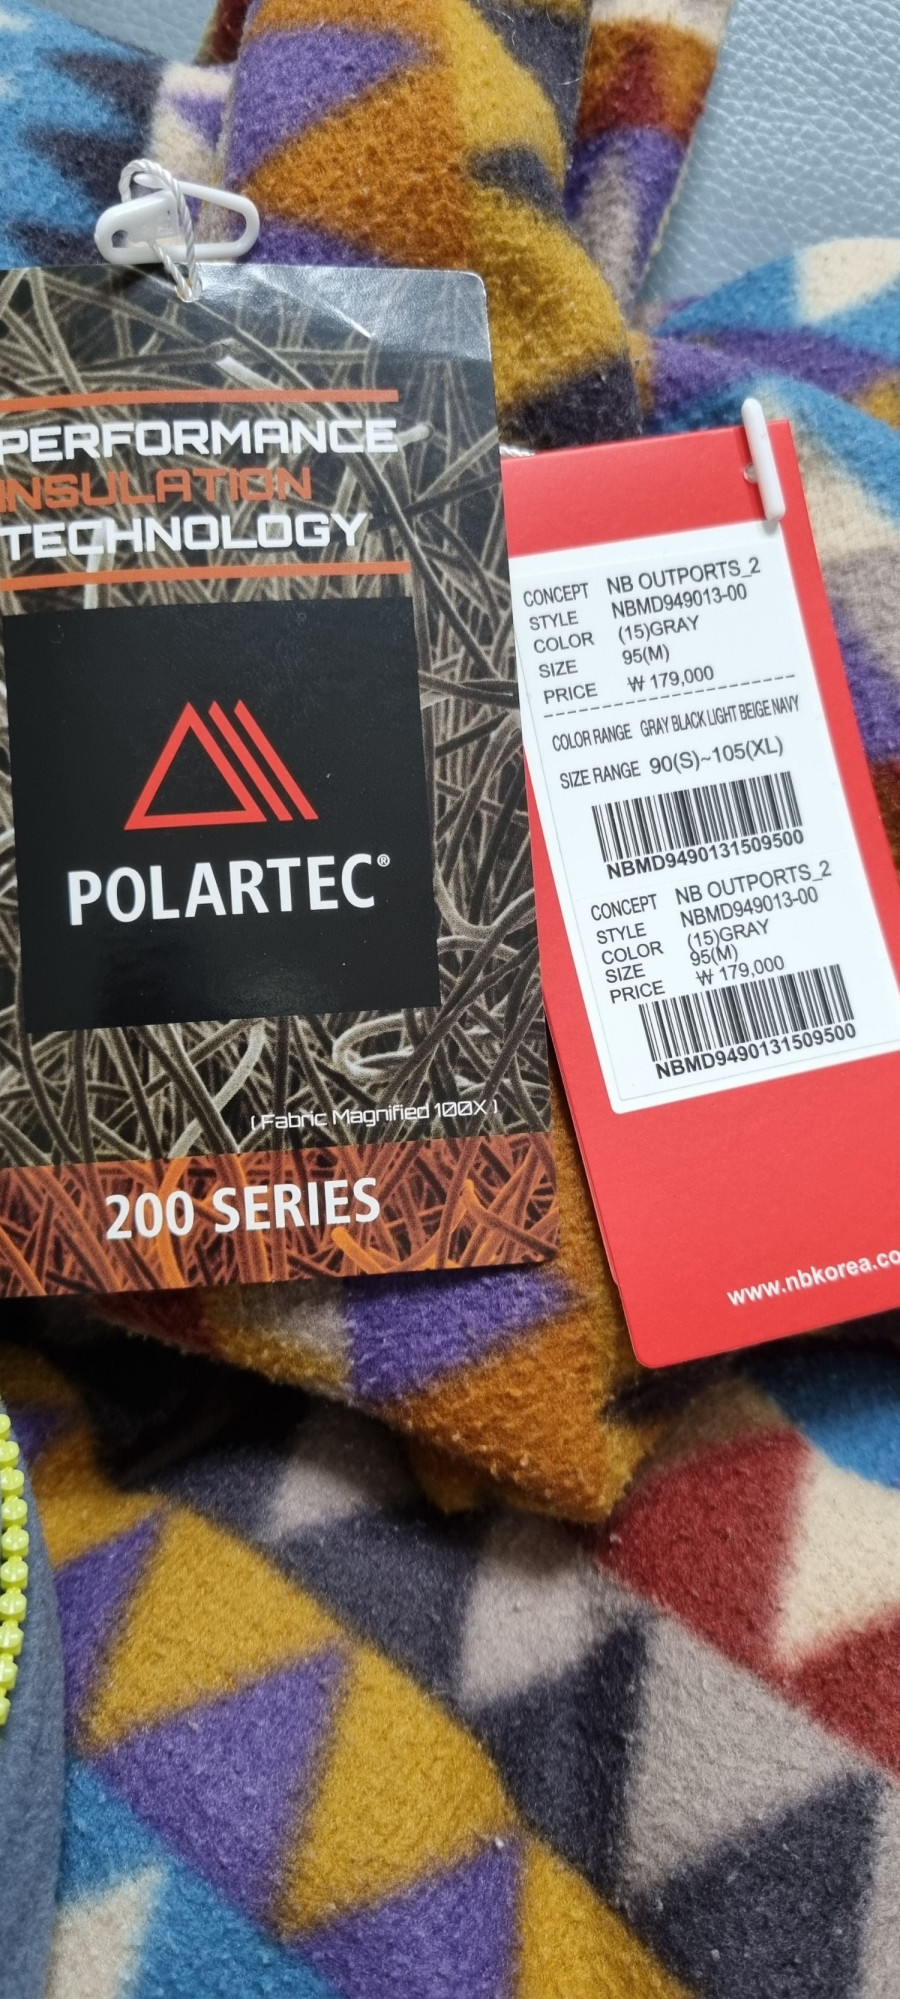 PERFORMANCE
INSULATION
TECHNOLOGY
POLARTEC®
( Fabric Magnified 100X )
200 SERIES
CONCEPT NB OUTPORTS_2
STYLE NBMD949013-00
COLOR (15)GRAY
SIZE 95(M)
PRICE ₩ 179,000
COLOR RANGE GRAY BLACK LIGHT BEIGE NAVY
SIZE RANGE 90(S)~105(XL)
NBMD9490131509500
CONCEPT NB OUTPORTS_2
STYLE NBMD949013-00
COLOR (15)GRAY
SIZE 95(M)
PRICE ₩ 179,000
NBMD9490131509500
www.nbkorea.co